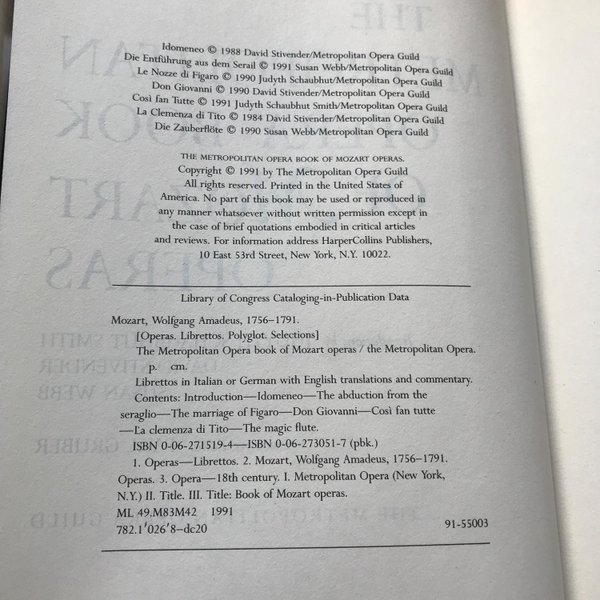 Idomeneo © 1988 David Stivender/Metropolitan Opera Guild
Die Entführung aus dem Serail © 1991 Susan Webb/Metropolitan Opera Guild
Le Nozze di Figaro © 1990 Judyth Schaubhut/Metropolitan Opera Guild
Don Giovanni © 1990 David Stivender/Metropolitan Opera Guild
Così fan Tutte © 1991 Judyth Schaubhut Smith/Metropolitan Opera Guild
La Clemenza di Tito © 1984 David Stivender/Metropolitan Opera Guild
Die Zauberflöte © 1990 Susan Webb/Metropolitan Opera Guild
THE METROPOLITAN OPERA BOOK OF MOZART OPERAS.
Copyright © 1991 by The Metropolitan Opera Guild
All rights reserved. Printed in the United States of
America. No part of this book may be used or reproduced in
any manner whatsoever without written permission except in
the case of brief quotations embodied in critical articles
and reviews. For information address HarperCollins Publishers,
10 East 53rd Street, New York, N.Y. 10022.
Library of Congress Cataloging-in-Publication Data
Mozart, Wolfgang Amadeus, 1756–1791.
[Operas. Librettos. Polyglot. Selections]
The Metropolitan Opera book of Mozart operas / the Metropolitan Opera.
p. cm.
Librettos in Italian or German with English translations and commentary.
Contents: Introduction—Idomeneo—The abduction from the
seraglio—The marriage of Figaro—Don Giovanni—Così fan tutte
—La clemenza di Tito—The magic flute.
ISBN 0-06-271519-4—ISBN 0-06-273051-7 (pbk.)
1. Operas—Librettos. 2. Mozart, Wolfgang Amadeus, 1756–1791.
Operas. 3. Opera—18th century. I. Metropolitan Opera (New York,
N.Y.) II. Title. III. Title: Book of Mozart operas.
ML 49.M83M42 1991
782.1′026′8–dc20 91-55003